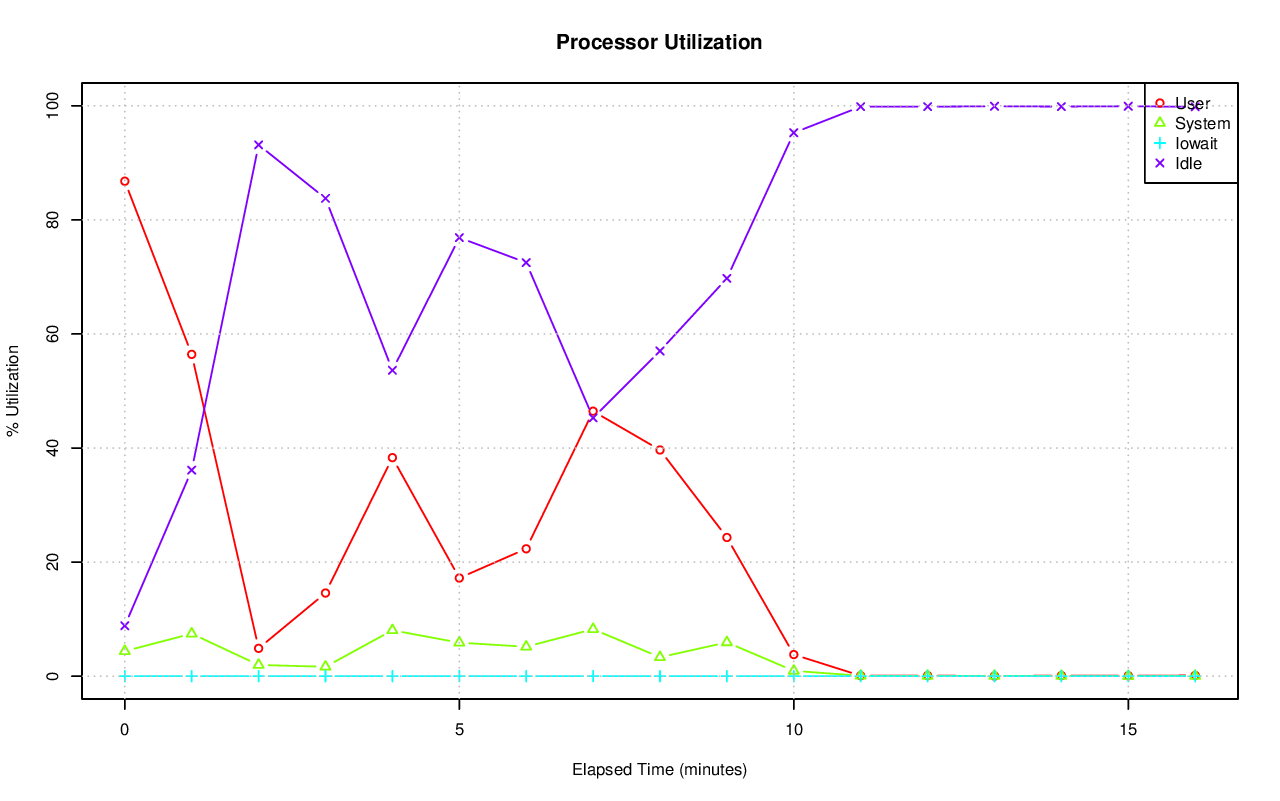 Processor Utilization
% Utilization
100
80
60
40
20
0
User
System
Iowait
Idle
0 5 10 15
Elapsed Time (minutes)